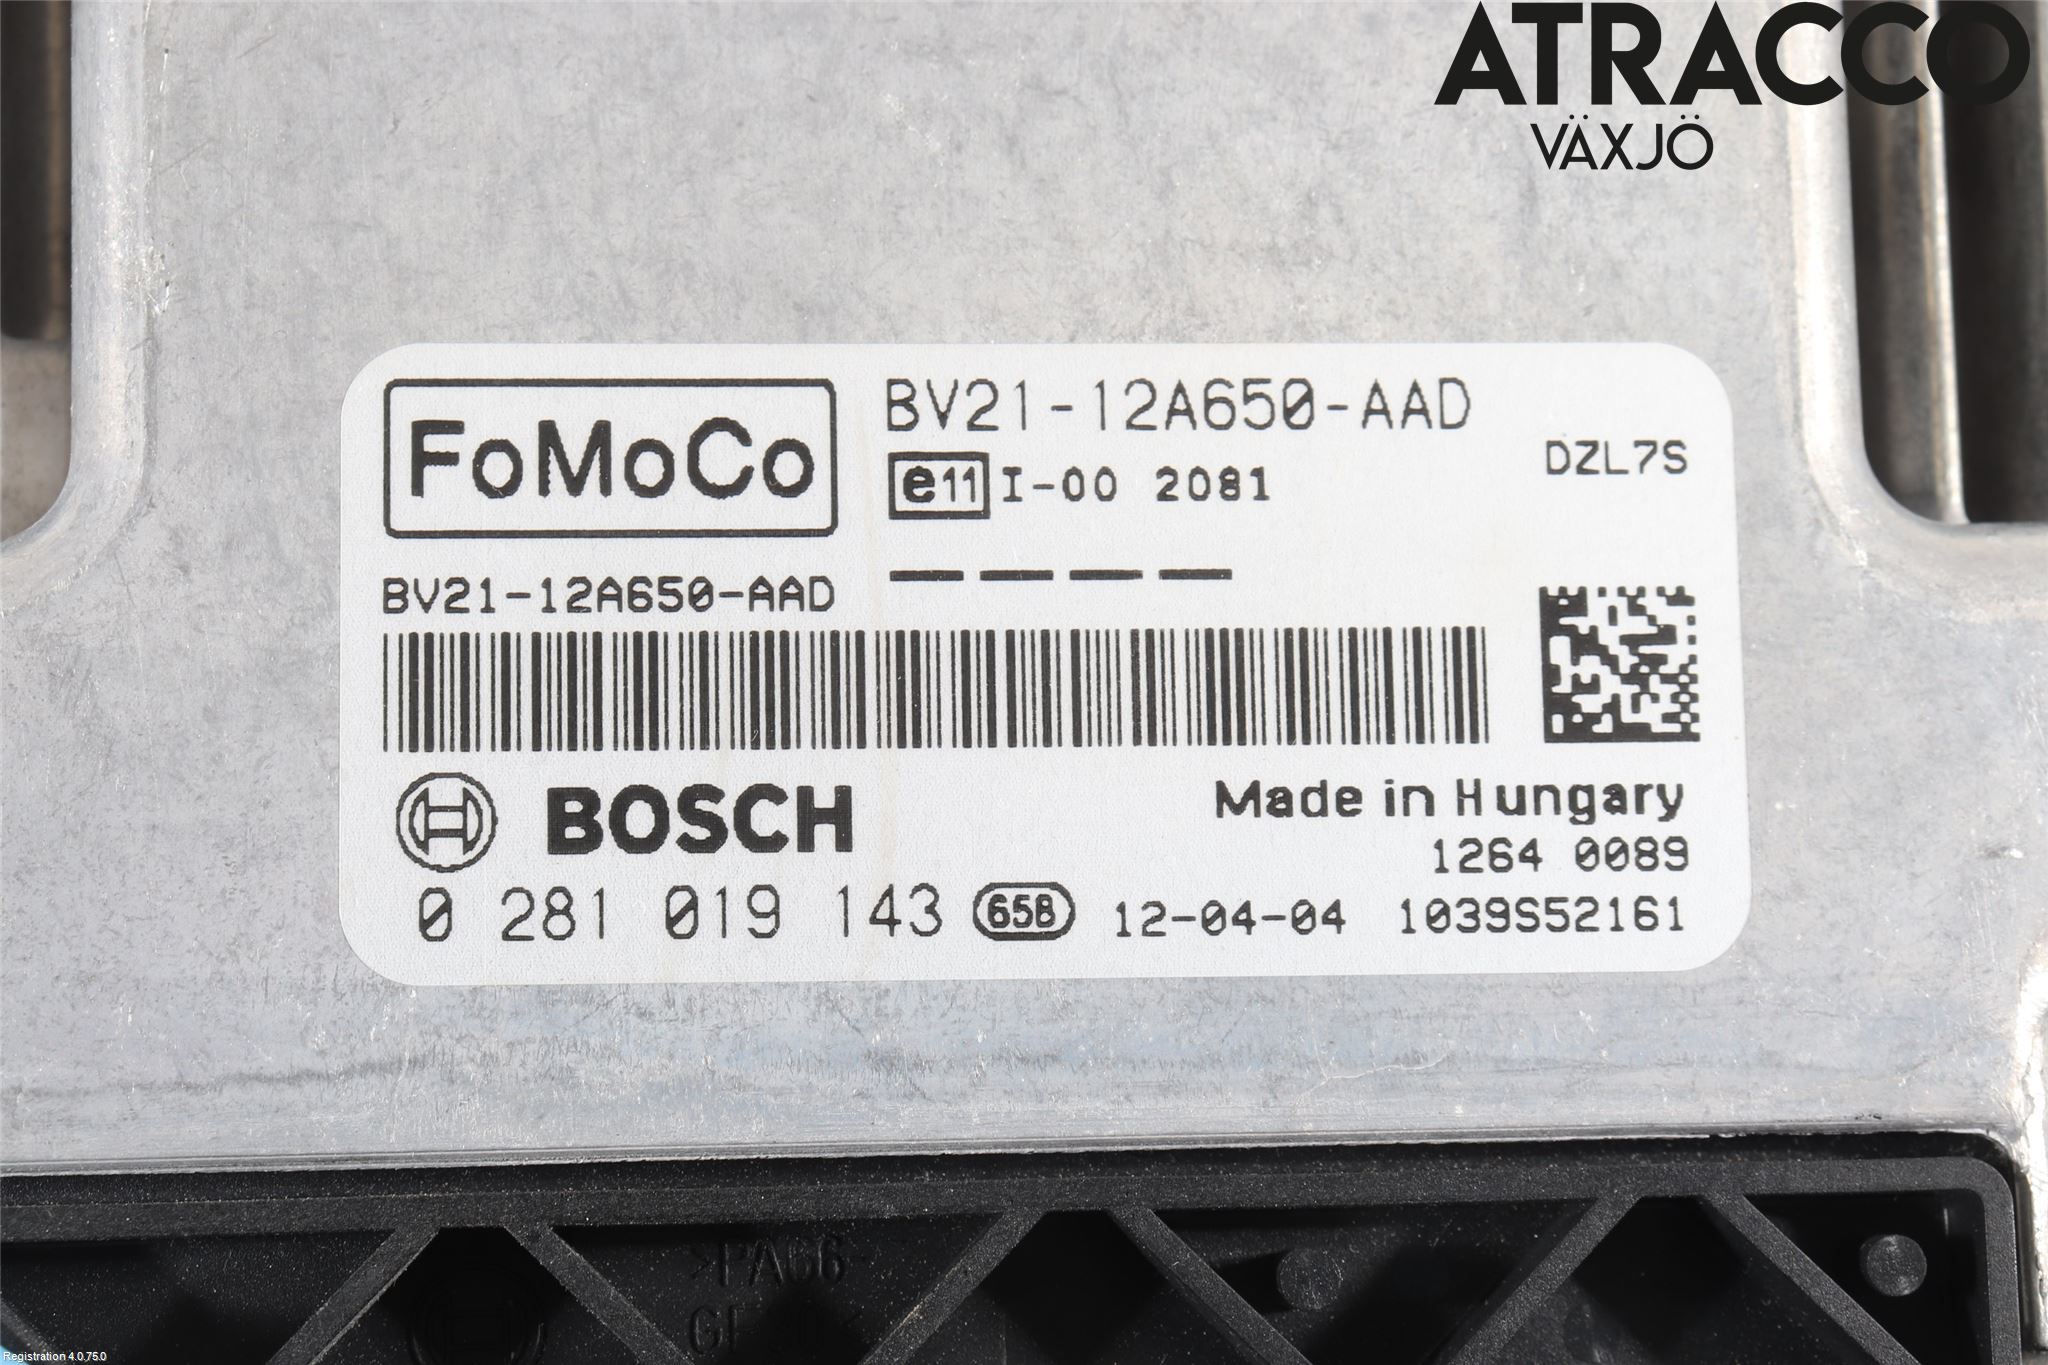 ATRACCO
VÄXJÖ
FoMoCo
BV21-12A650-AAD
DZL7S
e11 I-00 2081
BV21-12A650-AAD
BOSCH
Made in Hungary
1264 0089
0 281 019 143 658 12-04-04 1039S52161
>PA66-
Registration 4.0.75.0